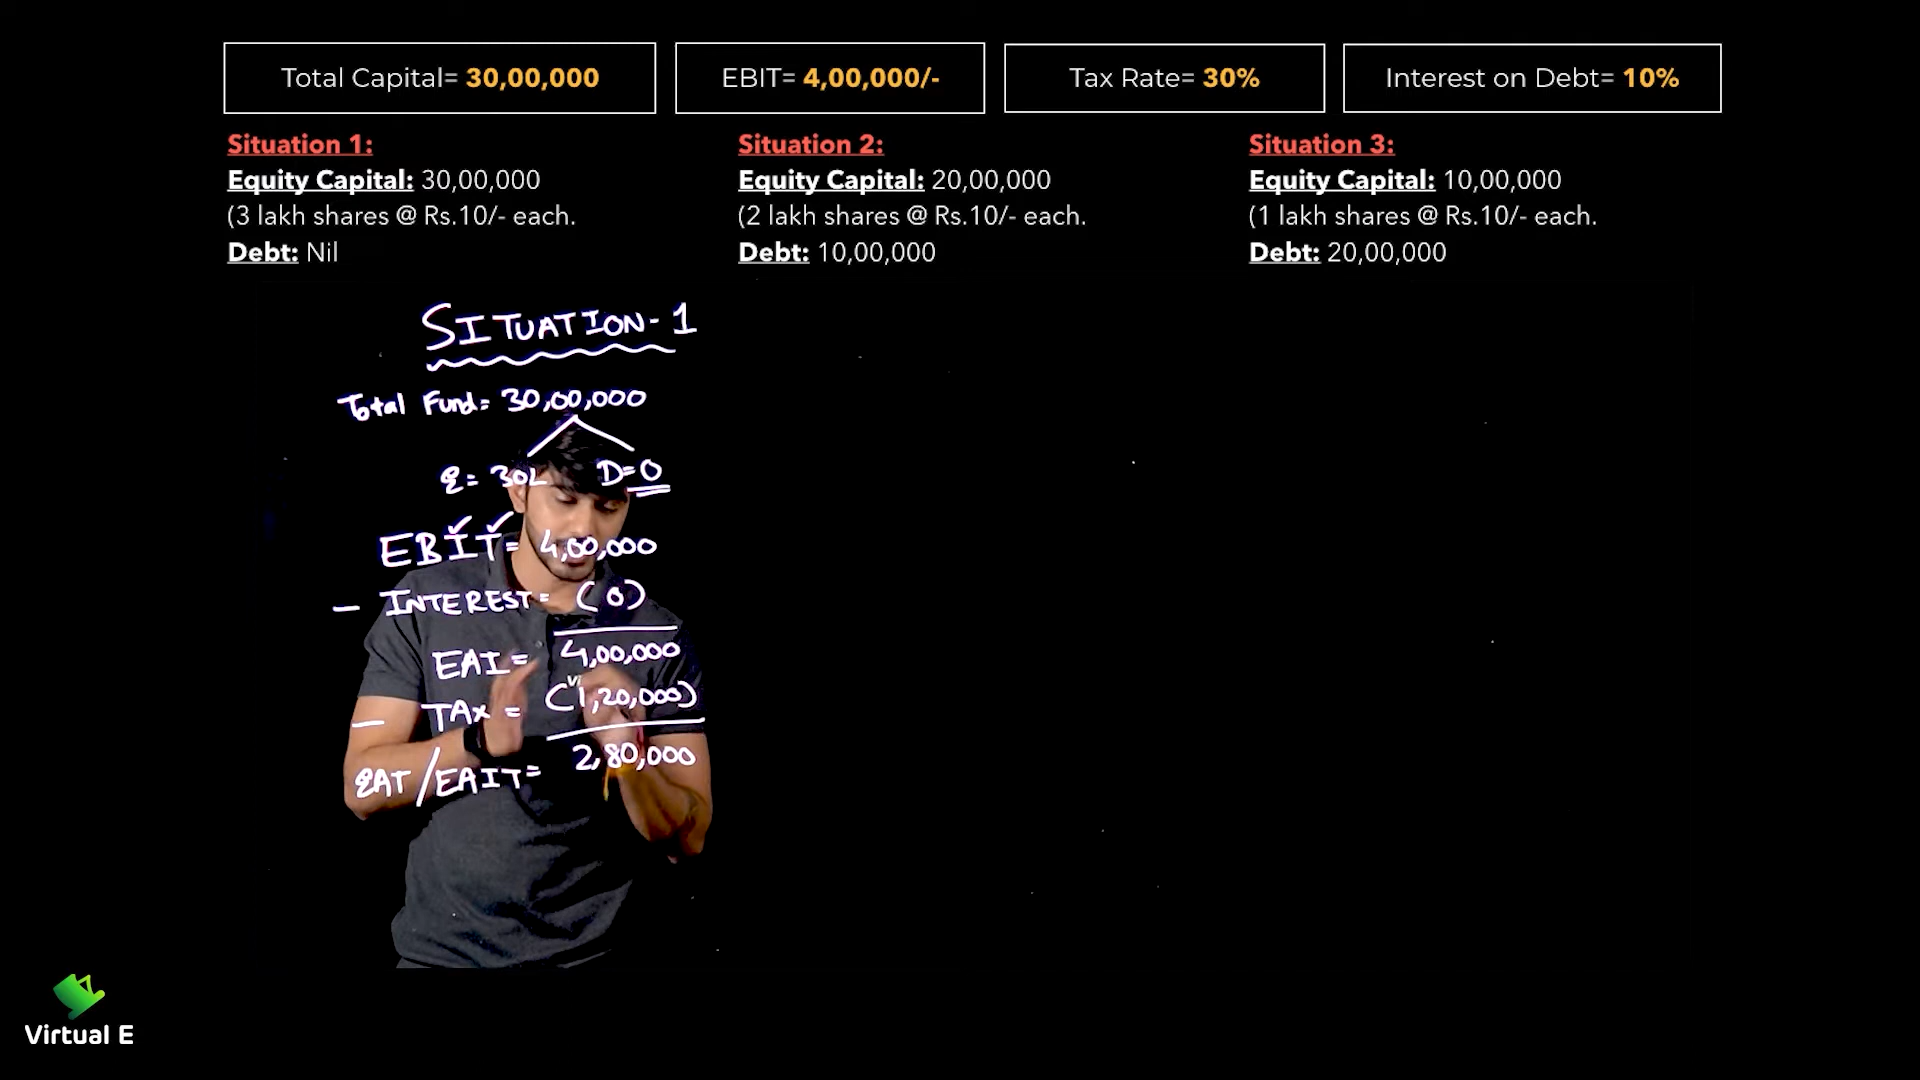 Total Capital= 30,00,000
EBIT= 4,00,000/-
Tax Rate= 30%
Interest on Debt= 10%
Situation 1:
Equity Capital: 30,00,000
(3 lakh shares @ Rs.10/- each.
Debt: Nil
Situation 2:
Equity Capital: 20,00,000
(2 lakh shares @ Rs.10/- each.
Debt: 10,00,000
Situation 3:
Equity Capital: 10,00,000
(1 lakh shares @ Rs.10/- each.
Debt: 20,00,000
SITUATION-1
Total Fund= 30,00,000
E= 30L D=0
EBIT= 4,00,000
- INTEREST= (0)
EAI= 4,00,000
- TAX = (1,20,000)
EAT/EAIT= 2,80,000
Virtual E